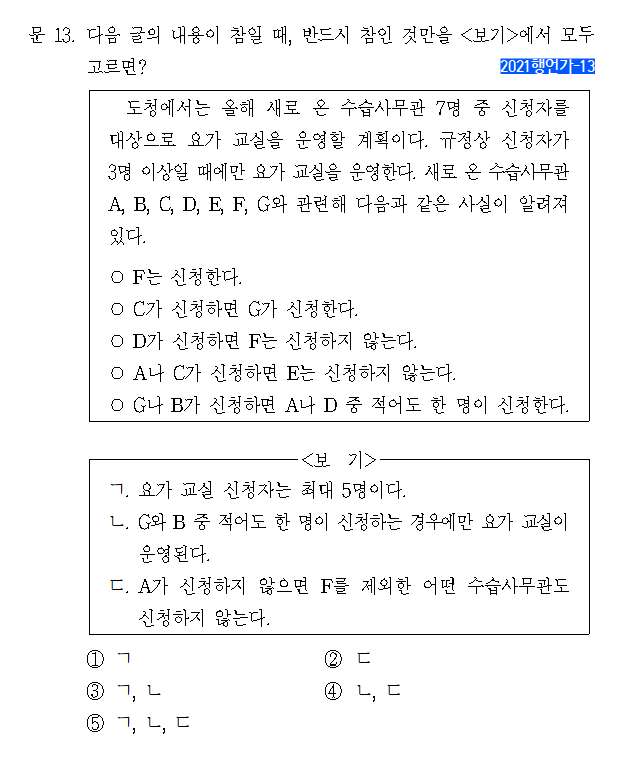 문 13. 다음 글의 내용이 참일 때, 반드시 참인 것만을 <보기>에서 모두
고르면?
2021행언가-13
도청에서는 올해 새로 온 수습사무관 7명 중 신청자를
대상으로 요가 교실을 운영할 계획이다. 규정상 신청자가
3명 이상일 때에만 요가 교실을 운영한다. 새로 온 수습사무관
A, B, C, D, E, F, G와 관련해 다음과 같은 사실이 알려져
있다.
○ F는 신청한다.
○ C가 신청하면 G가 신청한다.
○ D가 신청하면 F는 신청하지 않는다.
○ A나 C가 신청하면 E는 신청하지 않는다.
○ G나 B가 신청하면 A나 D 중 적어도 한 명이 신청한다.
<보 기>
ㄱ. 요가 교실 신청자는 최대 5명이다.
ㄴ. G와 B 중 적어도 한 명이 신청하는 경우에만 요가 교실이
운영된다.
ㄷ. A가 신청하지 않으면 F를 제외한 어떤 수습사무관도
신청하지 않는다.
① ㄱ
② ㄷ
③ ㄱ, ㄴ
④ ㄴ, ㄷ
⑤ ㄱ, ㄴ, ㄷ